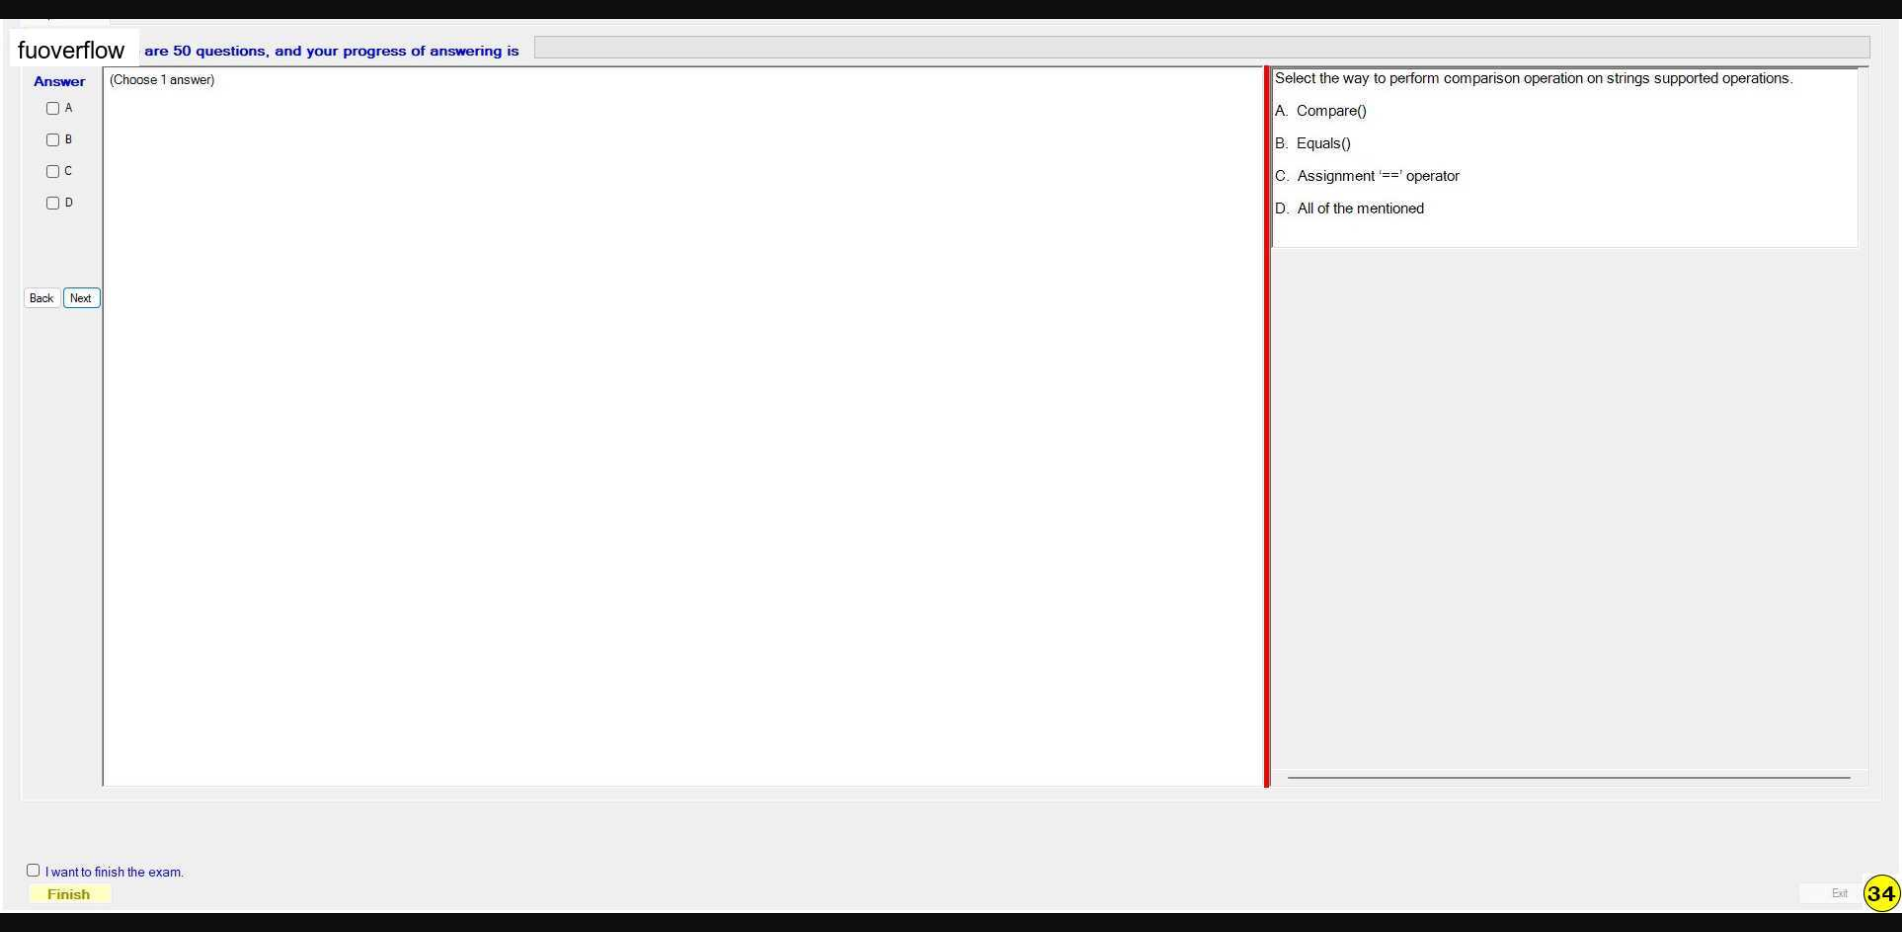 fuoverflow are 50 questions, and your progress of answering is
Answer
(Choose 1 answer)
A
B
C
D
Back Next
Select the way to perform comparison operation on strings supported operations.
A. Compare()
B. Equals()
C. Assignment ‘==’ operator
D. All of the mentioned
I want to finish the exam.
Finish
Exit
34